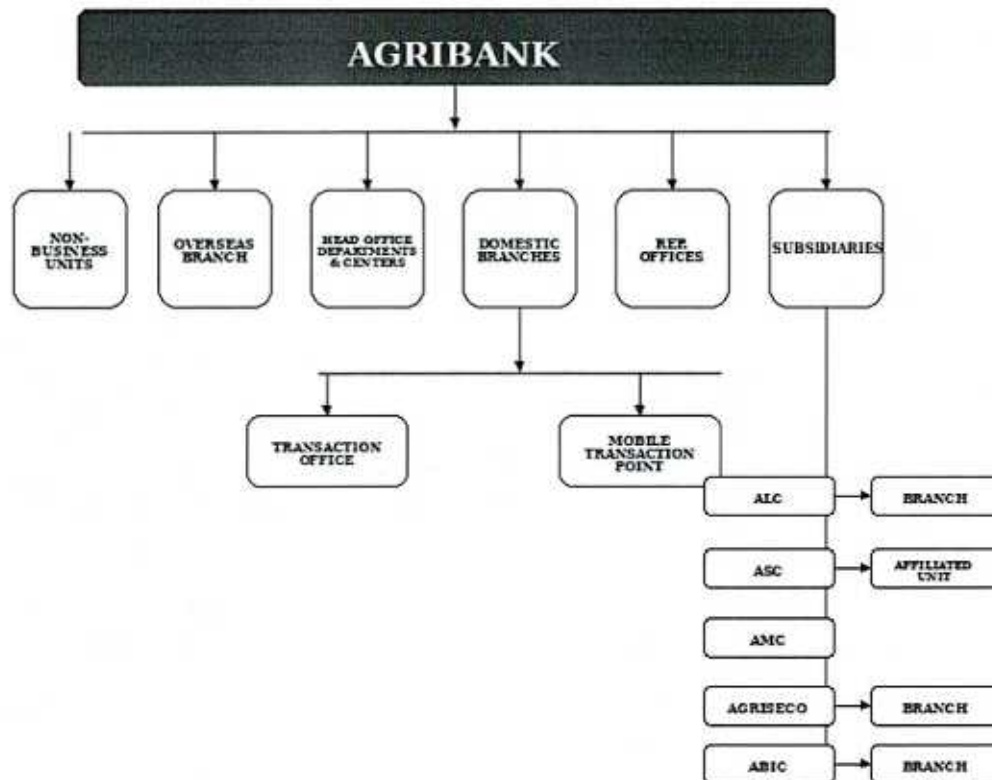 AGRIBANK
NON-
BUSINESS
UNITS
OVERSEAS
BRANCH
HEAD OFFICE
DEPARTMENTS
& CENTERS
DOMESTIC
BRANCHES
REP.
OFFICES
SUBSIDIARIES
TRANSACTION
OFFICE
MOBILE
TRANSACTION
POINT
ALC
BRANCH
ASC
AFFILIATED
UNIT
AMC
AGRISECO
BRANCH
ABIC
BRANCH